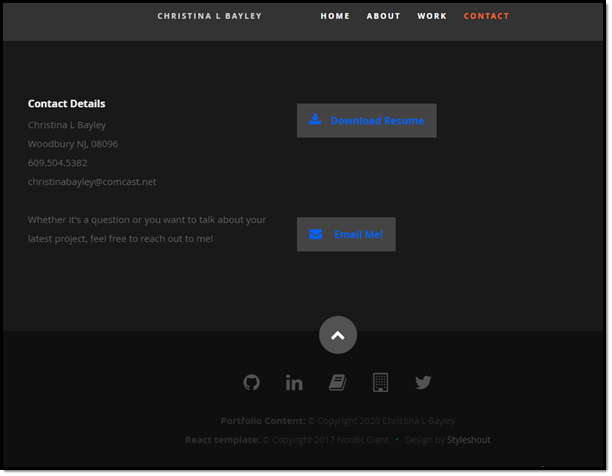 CHRISTINA L BAYLEY HOME ABOUT WORK CONTACT
Contact Details
Christina L Bayley
Woodbury NJ, 08096
609.504.5382
christinabayley@comcast.net
Whether it's a question or you want to talk about your
latest project, feel free to reach out to me!
Download Resume
Email Me!
Portfolio Content: © Copyright 2020 Christina L Bayley
React template: © Copyright 2017 Nordic Giant • Design by Styleshout